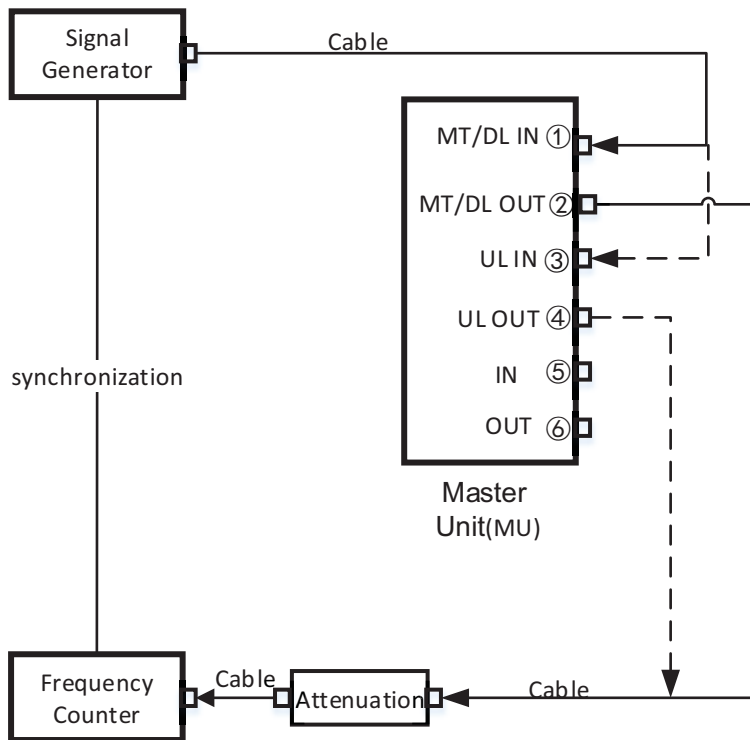 Signal
Generator
Cable
MT/DL IN ①
MT/DL OUT ②
UL IN ③
UL OUT ④
synchronization
IN ⑤
OUT ⑥
Master
Unit(MU)
Frequency
Counter
Cable
Attenuation
Cable